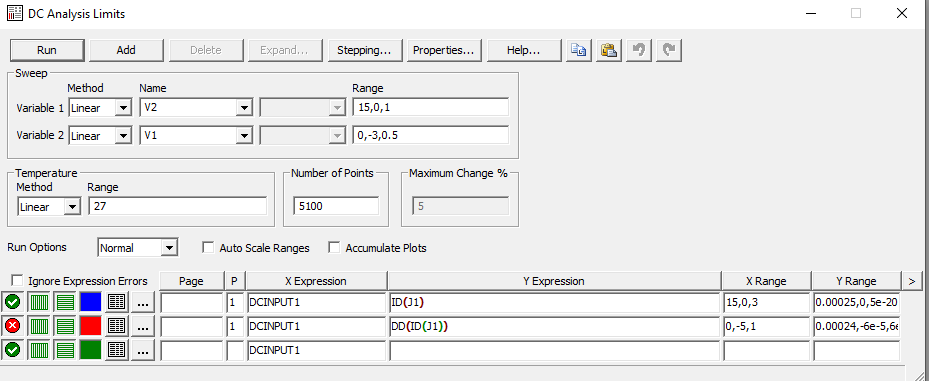 DC Analysis Limits
Run Add Delete Expand... Stepping... Properties... Help...
Sweep
Method Name Range
Variable 1 Linear V2 15,0,1
Variable 2 Linear V1 0,-3,0.5
Temperature Number of Points Maximum Change %
Method Range
Linear 27 5100 5
Run Options Normal Auto Scale Ranges Accumulate Plots
Ignore Expression Errors Page P X Expression Y Expression X Range Y Range >
... 1 DCINPUT1 ID(J1) 15,0,3 0.00025,0,5e-20
... 1 DCINPUT1 DD(ID(J1)) 0,-5,1 0.00024,-6e-5,6e
... DCINPUT1